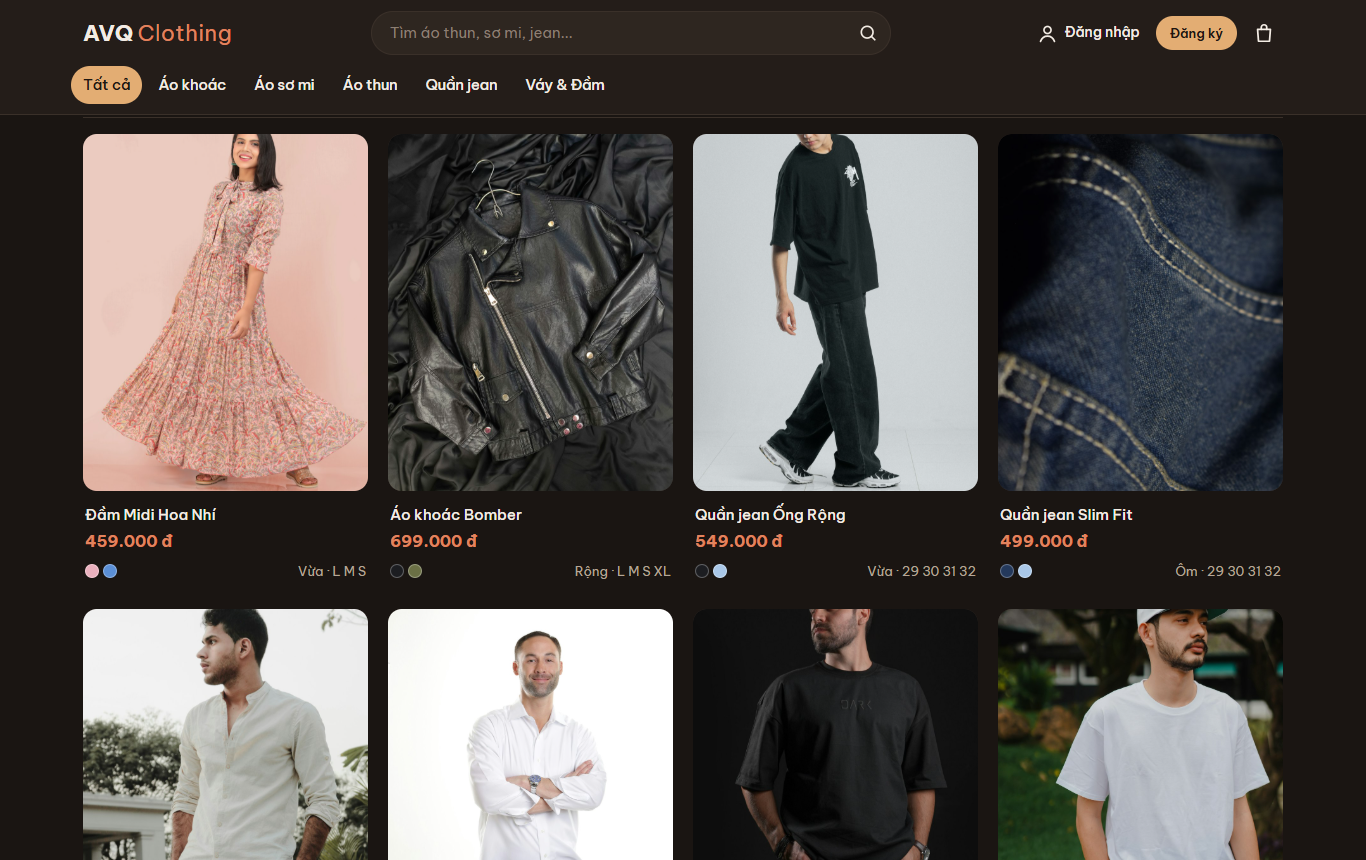 AVQ Clothing
Tìm áo thun, sơ mi, jean...
Đăng nhập
Đăng ký
Tất cả
Áo khoác
Áo sơ mi
Áo thun
Quần jean
Váy & Đầm
Đầm Midi Hoa Nhí
459.000 đ
Vừa · L M S
Áo khoác Bomber
699.000 đ
Rộng · L M S XL
Quần jean Ống Rộng
549.000 đ
Vừa · 29 30 31 32
Quần jean Slim Fit
499.000 đ
Ôm · 29 30 31 32